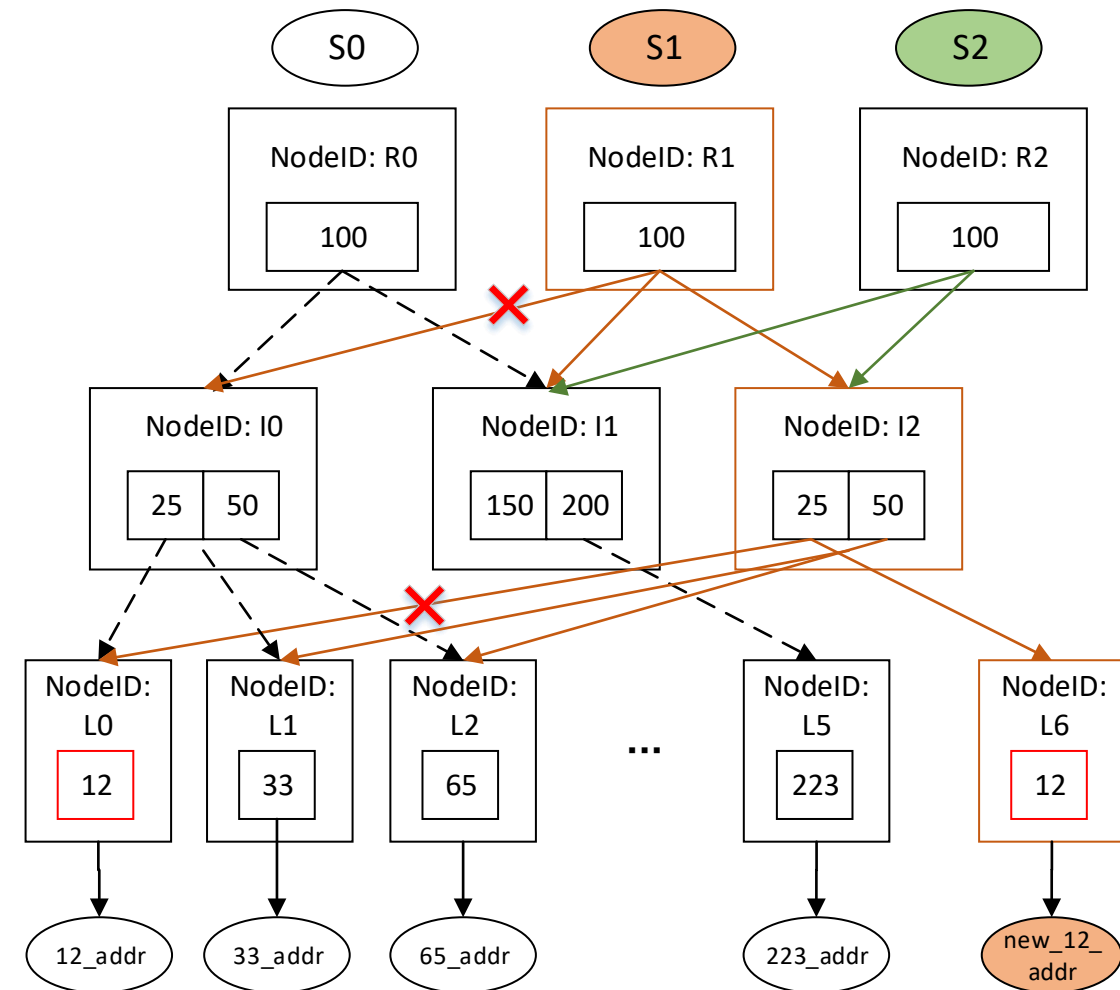 S0
S1
S2
NodeID: R0
NodeID: R1
NodeID: R2
100
100
100
NodeID: I0
NodeID: I1
NodeID: I2
25
50
150
200
25
50
NodeID:
L0
NodeID:
L1
NodeID:
L2
...
NodeID:
L5
NodeID:
L6
12
33
65
223
12
12_addr
33_addr
65_addr
223_addr
new_12_
addr